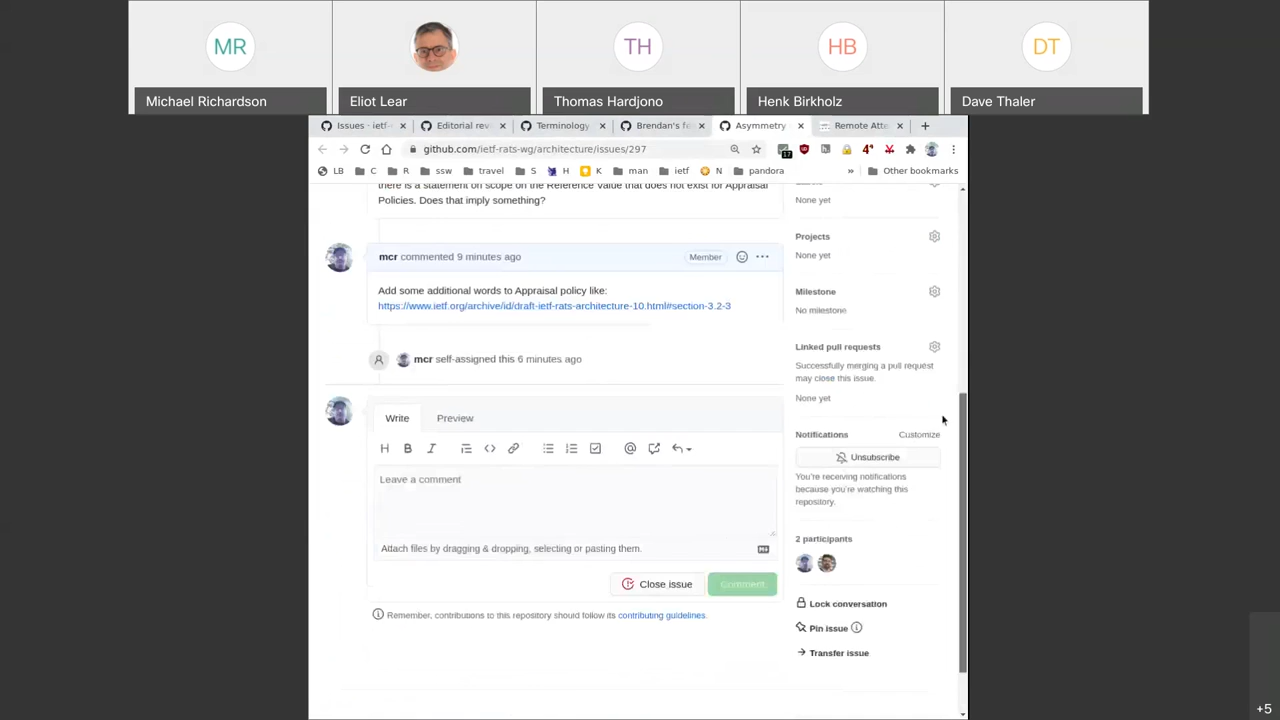 MR
TH
HB
DT
Michael Richardson
Eliot Lear
Thomas Hardjono
Henk Birkholz
Dave Thaler
Issues · ietf-
Editorial rev
Terminology
Brendan's fe
Asymmetry
Remote Atte
github.com/ietf-rats-wg/architecture/issues/297
17
LB
C
R
ssw
travel
S
H
K
man
ietf
N
pandora
»
Other bookmarks
there is a statement on scope on the Reference Value that does not exist for Appraisal
Policies. Does that imply something?
mcr commented 9 minutes ago
Member
Add some additional words to Appraisal policy like:
https://www.ietf.org/archive/id/draft-ietf-rats-architecture-10.html#section-3.2-3
mcr self-assigned this 6 minutes ago
Write
Preview
H B I
Leave a comment
Attach files by dragging & dropping, selecting or pasting them.
Close issue
Comment
Remember, contributions to this repository should follow its contributing guidelines.
None yet
Projects
None yet
Milestone
No milestone
Linked pull requests
Successfully merging a pull request
may close this issue.
None yet
Notifications
Customize
Unsubscribe
You're receiving notifications
because you're watching this
repository.
2 participants
Lock conversation
Pin issue
Transfer issue
+5